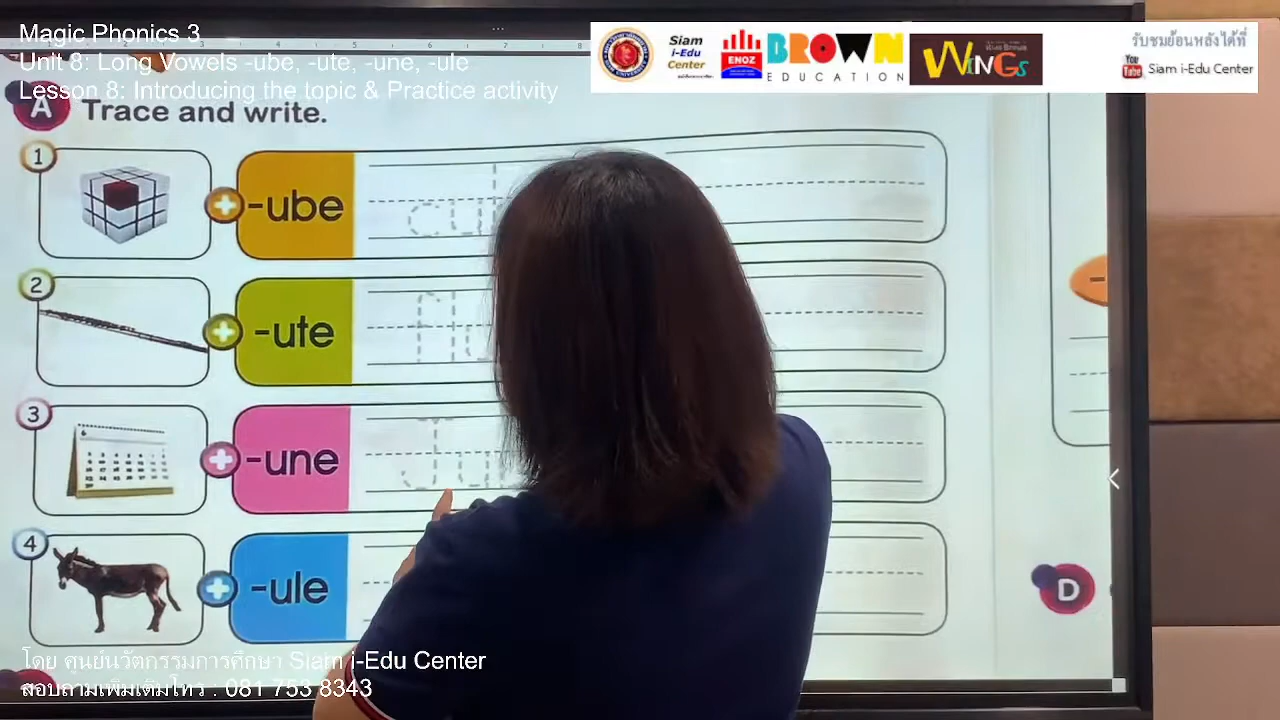 Magic Phonics 3
Unit 8: Long Vowels -ube -ute, -une, -ule
Lesson 8: Introducing the topic & Practice activity
Siam
i-Edu
Center
ENOZ
BROWN
EDUCATION
WINGS
รับชมย้อนหลังได้ที่
You Tube Siam i-Edu Center
A Trace and write.
1 -ube
2 -ute
3 -une
4 -ule
D
โดย ศูนย์นวัตกรรมการศึกษา Siam i-Edu Center
สอบถามเพิ่มเติมโทร : 081 753 8343